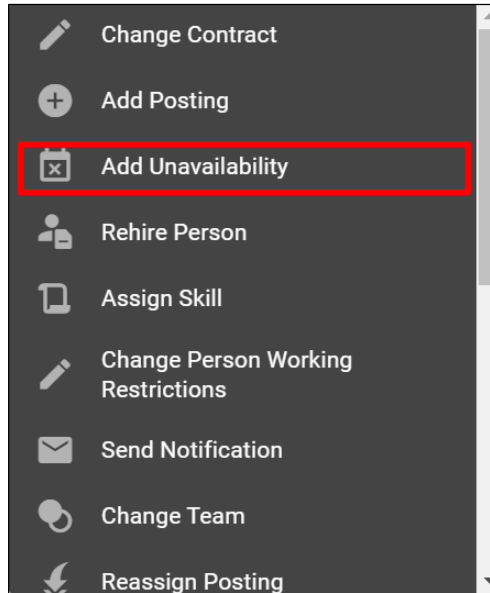 Change Contract
Add Posting
Add Unavailability
Rehire Person
Assign Skill
Change Person Working
Restrictions
Send Notification
Change Team
Reassign Posting